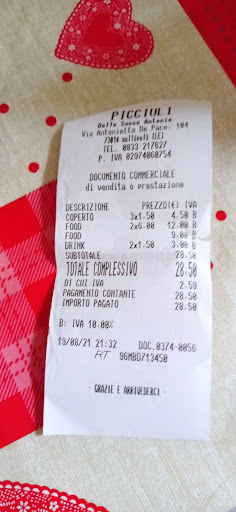 PICCIULI
Delle Sacce Antonio
Via Antonietta De Pace, 104
73014 Gallipoli (LE)
TEL. 0833 217627
P. IVA 02974060754
DOCUMENTO COMMERCIALE
di vendita o prestazione
DESCRIZIONE PREZZO(€) IVA
COPERTO 3x1.50 4.50 B
FOOD 2x6.00 12.00 B
FOOD 9.00 B
DRINK 2x1.50 3.00 B
SUBTOTALE 28.50
TOTALE COMPLESSIVO 28,50
DI CUI IVA 2.59
PAGAMENTO CONTANTE 28.50
IMPORTO PAGATO 28.50
B: IVA 10.00%
19/08/21 21:32 DOC.0374-0056
RT 96MBD713450
- GRAZIE E ARRIVEDERCI -